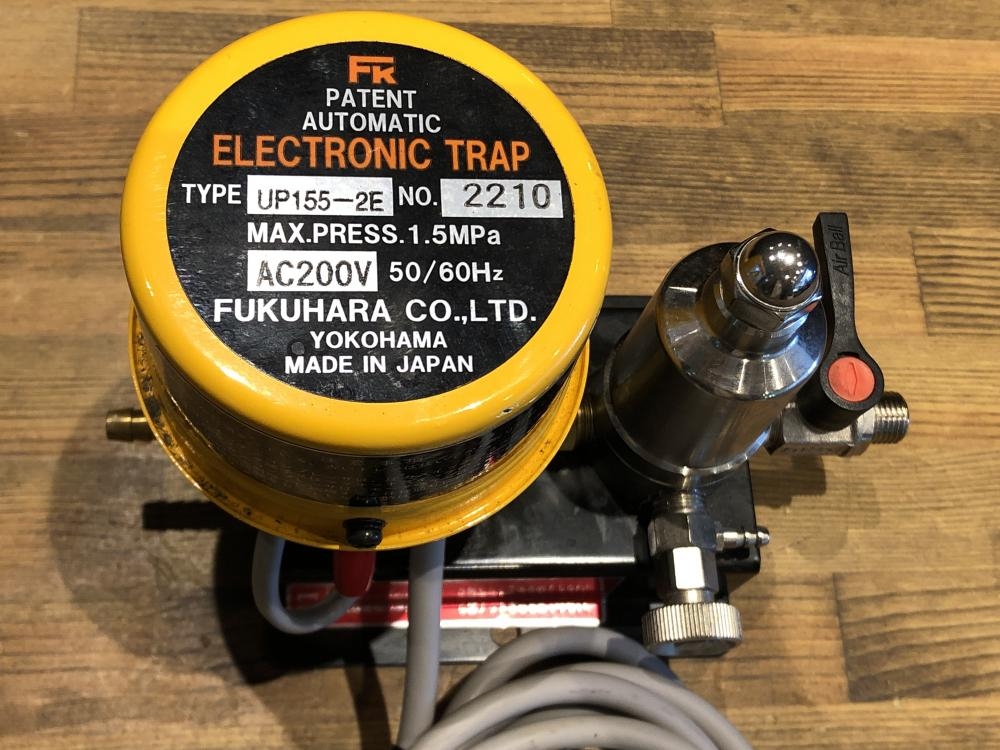 FK
PATENT
AUTOMATIC
ELECTRONIC TRAP
TYPE UP155-2E NO. 2210
MAX.PRESS.1.5MPa
AC200V 50/60Hz
FUKUHARA CO.,LTD.
YOKOHAMA
MADE IN JAPAN
Air Ball